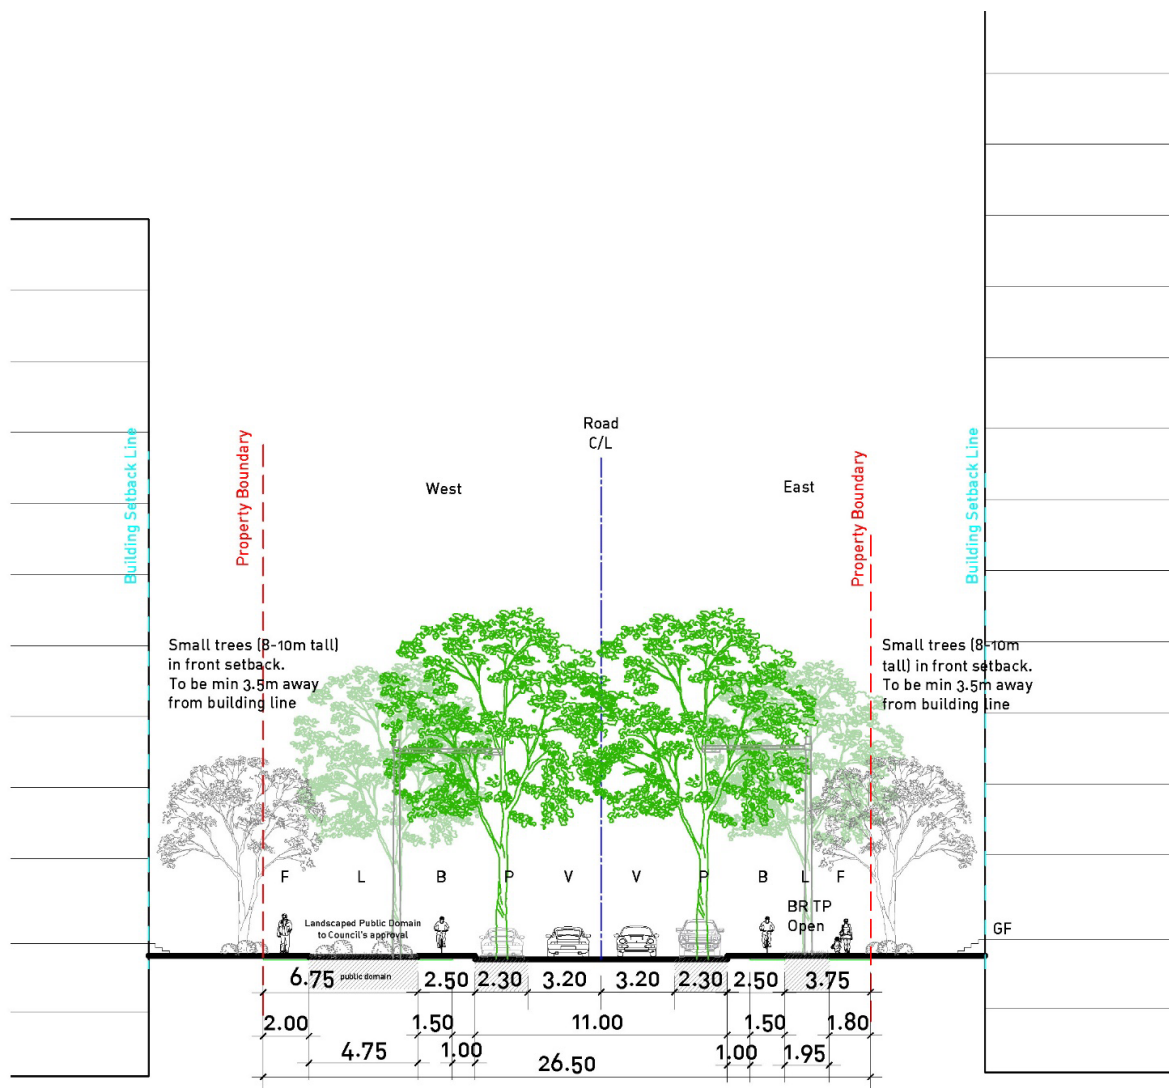 Road
C/L
West
East
Building Setback Line
Property Boundary
Property Boundary
Building Setback Line
Small trees (8-10m tall)
in front setback.
To be min 3.5m away
from building line
Small trees (8-10m
tall) in front setback.
To be min 3.5m away
from building line
F L B P V V P B L F
BR TP
Open
Landscaped Public Domain
to Council's approval
GF
public domain
6.75 2.50 2.30 3.20 3.20 2.30 2.50 3.75
2.00 1.50 11.00 1.50 1.80
4.75 1.00 26.50 1.00 1.95